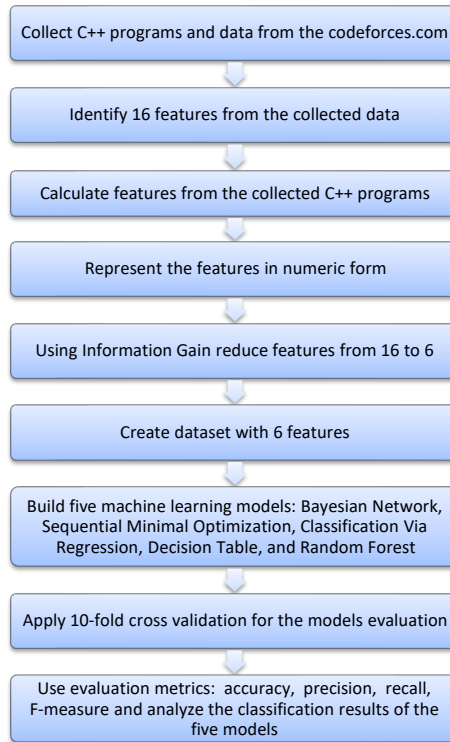 Collect C++ programs and data from the codeforces.com
Identify 16 features from the collected data
Calculate features from the collected C++ programs
Represent the features in numeric form
Using Information Gain reduce features from 16 to 6
Create dataset with 6 features
Build five machine learning models: Bayesian Network,
Sequential Minimal Optimization, Classification Via
Regression, Decision Table, and Random Forest
Apply 10-fold cross validation for the models evaluation
Use evaluation metrics: accuracy, precision, recall,
F-measure and analyze the classification results of the
five models